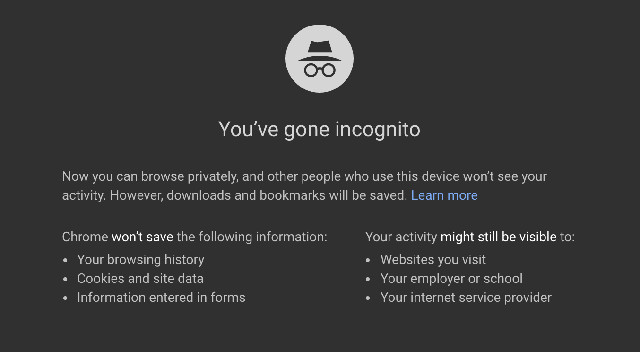 You've gone incognito
Now you can browse privately, and other people who use this device won't see your
activity. However, downloads and bookmarks will be saved. Learn more
Chrome won't save the following information:
• Your browsing history
• Cookies and site data
• Information entered in forms
Your activity might still be visible to:
• Websites you visit
• Your employer or school
• Your internet service provider